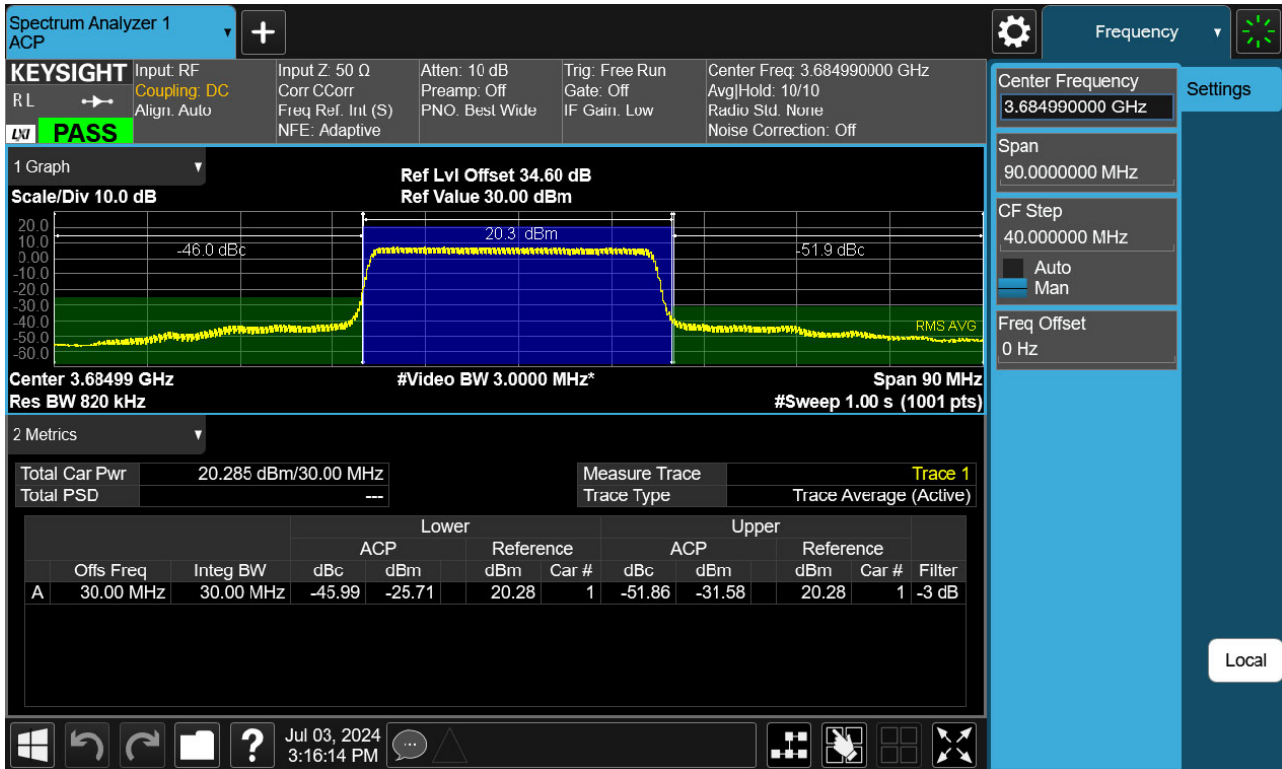 Spectrum Analyzer 1
ACP
+
Frequency
KEYSIGHT
R L
LXI
PASS
Input: RF
Coupling: DC
Align: Auto
Input Z: 50 Ω
Corr CCorr
Freq Ref: Int (S)
NFE: Adaptive
Atten: 10 dB
Preamp: Off
PNO: Best Wide
Trig: Free Run
Gate: Off
IF Gain: Low
Center Freq: 3.684990000 GHz
Avg|Hold: 10/10
Radio Std: None
Noise Correction: Off
Center Frequency
3.684990000 GHz
Settings
Span
90.0000000 MHz
CF Step
40.000000 MHz
Auto
Man
Freq Offset
0 Hz
1 Graph
Scale/Div 10.0 dB
Ref Lvl Offset 34.60 dB
Ref Value 30.00 dBm
20.0
10.0
0.00
-10.0
-20.0
-30.0
-40.0
-50.0
-60.0
-46.0 dBc
20.3 dBm
-51.9 dBc
RMS AVG
Center 3.68499 GHz
#Video BW 3.0000 MHz*
Span 90 MHz
Res BW 820 kHz
#Sweep 1.00 s (1001 pts)
2 Metrics
Total Car Pwr 20.285 dBm/30.00 MHz
Total PSD ---
Measure Trace Trace 1
Trace Type Trace Average (Active)
Lower Upper
ACP Reference ACP Reference
Offs Freq Integ BW dBc dBm dBm Car # dBc dBm dBm Car # Filter
A 30.00 MHz 30.00 MHz -45.99 -25.71 20.28 1 -51.86 -31.58 20.28 1 -3 dB
Local
?
Jul 03, 2024
3:16:14 PM